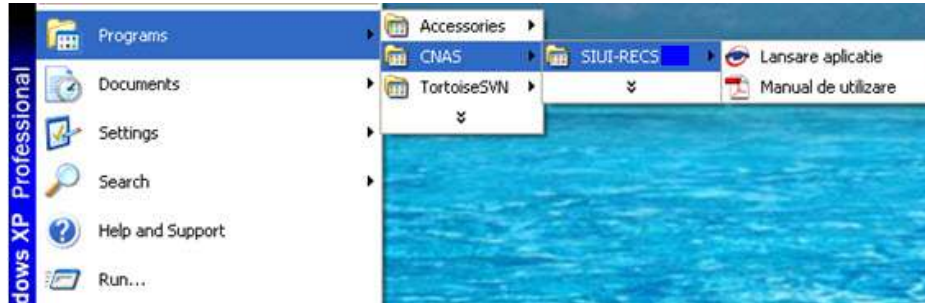 Programs
Documents
Settings
Search
Help and Support
Run...
Accessories
CNAS
TortoiseSVN
SIUI-RECS
Lansare aplicatie
Manual de utilizare
dows XP Professional